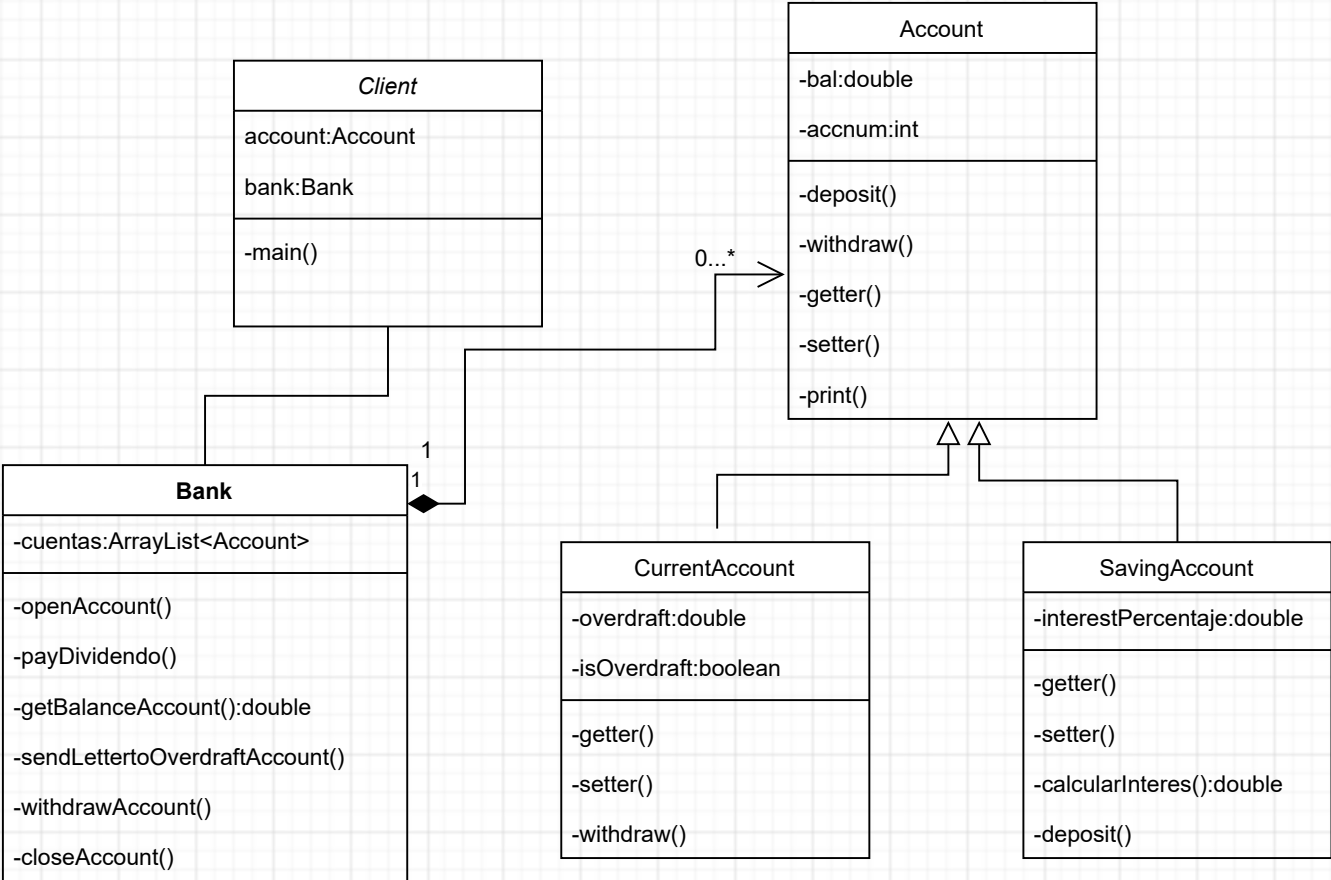 Client
account:Account
bank:Bank
-main()
Account
-bal:double
-accnum:int
-deposit()
-withdraw()
-getter()
-setter()
-print()
0...*
1
1
Bank
-cuentas:ArrayList<Account>
-openAccount()
-payDividendo()
-getBalanceAccount():double
-sendLettertoOverdraftAccount()
-withdrawAccount()
-closeAccount()
CurrentAccount
-overdraft:double
-isOverdraft:boolean
-getter()
-setter()
-withdraw()
SavingAccount
-interestPercentaje:double
-getter()
-setter()
-calcularInteres():double
-deposit()